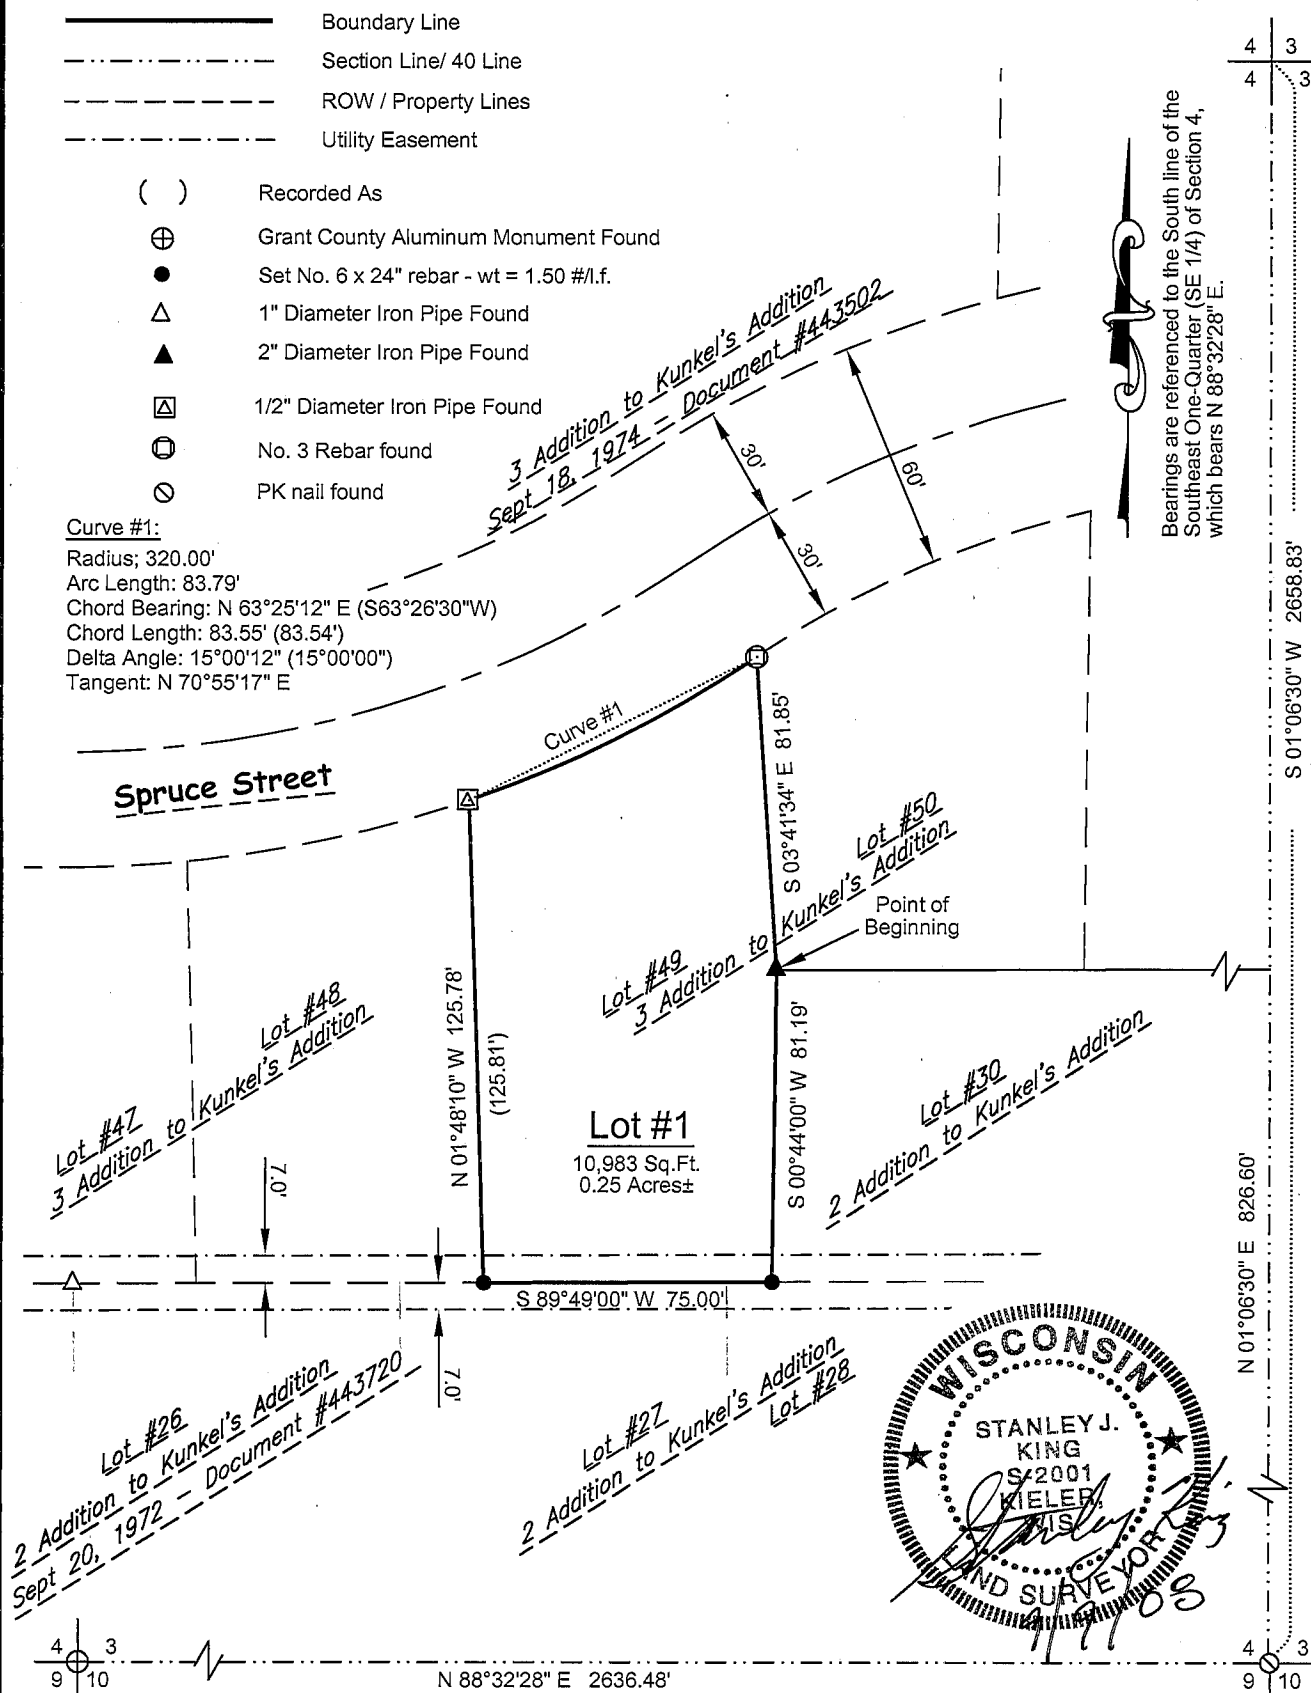 Boundary Line
Section Line/ 40 Line
ROW / Property Lines
Utility Easement
( ) Recorded As
Grant County Aluminum Monument Found
Set No. 6 x 24" rebar - wt = 1.50 #/l.f.
1" Diameter Iron Pipe Found
2" Diameter Iron Pipe Found
1/2" Diameter Iron Pipe Found
No. 3 Rebar found
PK nail found
Curve #1:
Radius; 320.00'
Arc Length: 83.79'
Chord Bearing: N 63°25'12" E (S63°26'30"W)
Chord Length: 83.55' (83.54')
Delta Angle: 15°00'12" (15°00'00")
Tangent: N 70°55'17" E
4 3
4 3
Bearings are referenced to the South line of the
Southeast One-Quarter (SE 1/4) of Section 4,
which bears N 88°32'28" E.
3 Addition to Kunkel's Addition
Sept 18, 1974 - Document #443502
30'
60'
30'
S 01°06'30" W 2658.83'
Curve #1
Spruce Street
S 03°41'34" E 81.85'
Lot #50
3 Addition to Kunkel's Addition
Point of
Beginning
Lot #49
Lot #48
Lot #47
3 Addition to Kunkel's Addition
N 01°48'10" W 125.78'
(125.81')
Lot #1
10,983 Sq.Ft.
0.25 Acres±
S 00°44'00" W 81.19'
Lot #30
2 Addition to Kunkel's Addition
7.0'
S 89°49'00" W 75.00'
7.0'
N 01°06'30" E 826.60'
Lot #26
2 Addition to Kunkel's Addition
Sept 20, 1972 - Document #443720
Lot #27
2 Addition to Kunkel's Addition
Lot #28
WISCONSIN
STANLEY J.
KING
S-2001
KIELER,
WIS.
LAND SURVEYOR
Stanley J. King
4 3
9 10
N 88°32'28" E 2636.48'
4 3
9 10